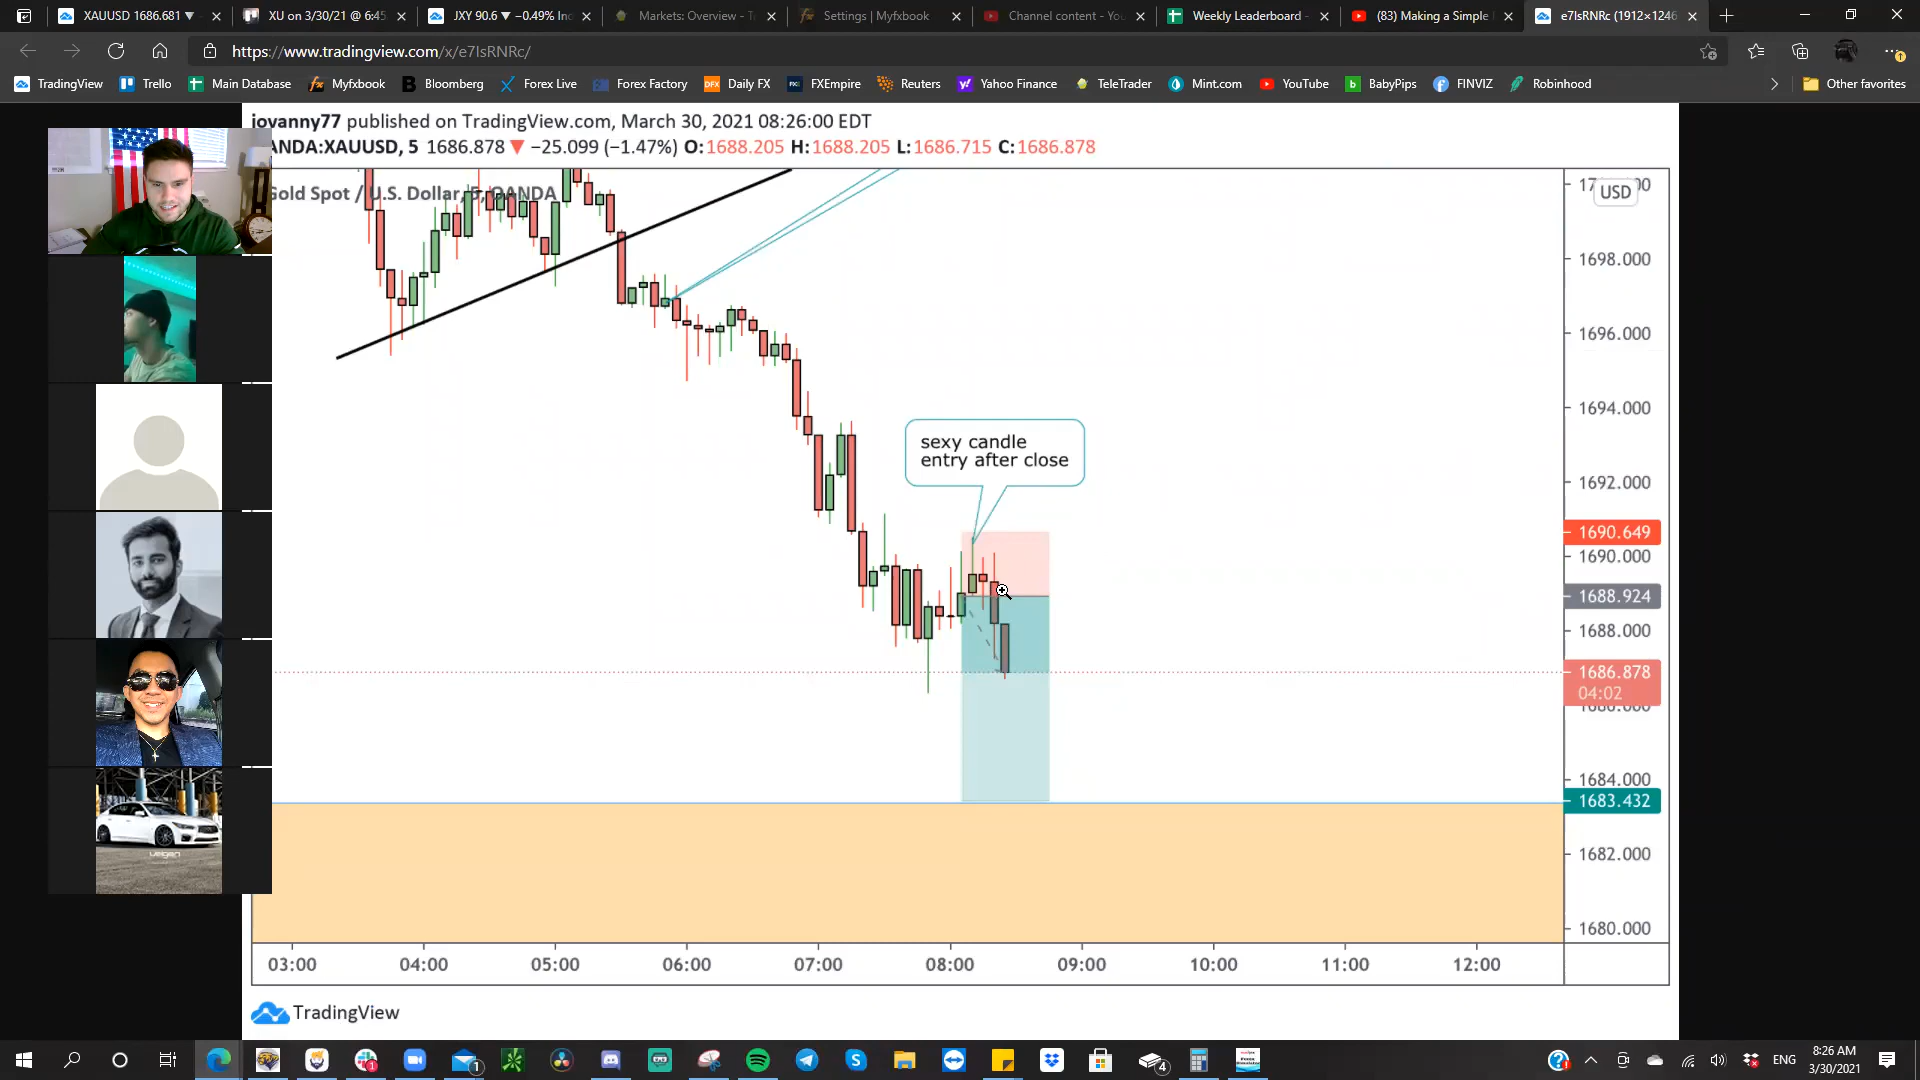 XAUUSD 1686.681 ▼
XU on 3/30/21 @ 6:45
JXY 90.6 ▼ −0.49%
Markets: Overview -
Settings | Myfxbook
Channel content - You
Weekly Leaderboard -
(83) Making a Simple
e7lsRNRc (1912×1246
https://www.tradingview.com/x/e7lsRNRc/
TradingView
Trello
Main Database
Myfxbook
Bloomberg
Forex Live
Forex Factory
Daily FX
FXEmpire
Reuters
Yahoo Finance
TeleTrader
Mint.com
YouTube
BabyPips
FINVIZ
Robinhood
Other favorites
jovanny77 published on TradingView.com, March 30, 2021 08:26:00 EDT
ANDA:XAUUSD, 5 1686.878 ▼ −25.099 (−1.47%) O:1688.205 H:1688.205 L:1686.715 C:1686.878
Gold Spot / U.S. Dollar, 5, OANDA
USD
1698.000
1696.000
1694.000
sexy candle
entry after close
1692.000
1690.649
1690.000
1688.924
1688.000
1686.878
04:02
1684.000
1683.432
1682.000
1680.000
03:00
04:00
05:00
06:00
07:00
08:00
09:00
10:00
11:00
12:00
TradingView
ENG
8:26 AM
3/30/2021